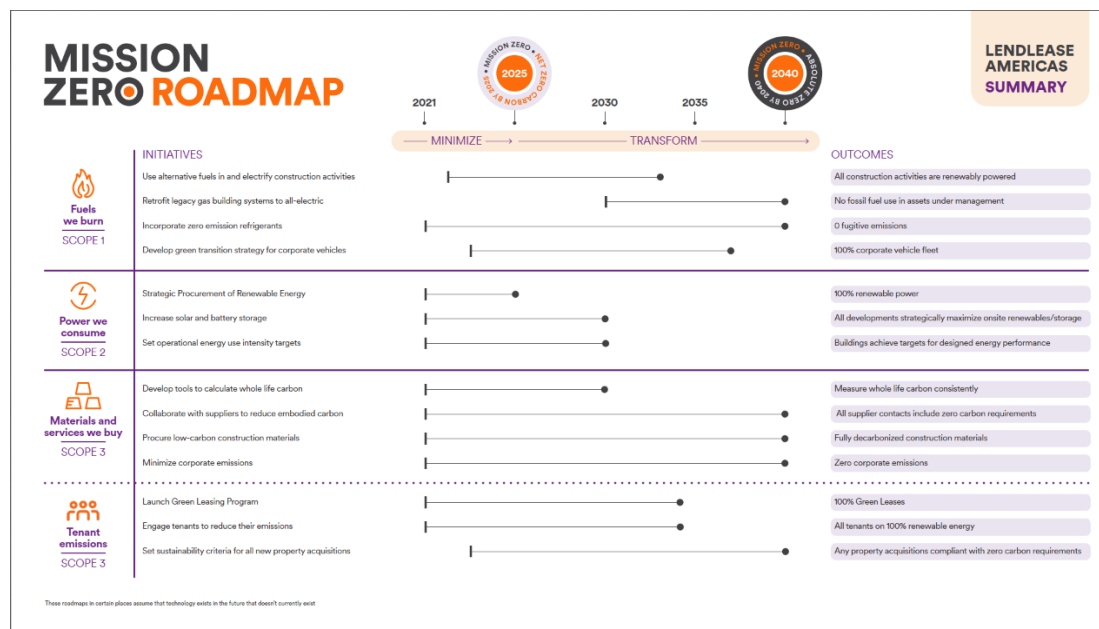 MISSION
ZERO ROADMAP
MISSION ZERO • NET ZERO CARBON BY 2025 •
2025
MISSION ZERO • ABSOLUTE ZERO BY 2040 •
2040
LENDLEASE
AMERICAS
SUMMARY
2021
2030
2035
MINIMIZE
TRANSFORM
INITIATIVES
OUTCOMES
Fuels
we burn
SCOPE 1
Use alternative fuels in and electrify construction activities
All construction activities are renewably powered
Retrofit legacy gas building systems to all-electric
No fossil fuel use in assets under management
Incorporate zero emission refrigerants
0 fugitive emissions
Develop green transition strategy for corporate vehicles
100% corporate vehicle fleet
Power we
consume
SCOPE 2
Strategic Procurement of Renewable Energy
100% renewable power
Increase solar and battery storage
All developments strategically maximize onsite renewables/storage
Set operational energy use intensity targets
Buildings achieve targets for designed energy performance
Materials and
services we buy
SCOPE 3
Develop tools to calculate whole life carbon
Measure whole life carbon consistently
Collaborate with suppliers to reduce embodied carbon
All supplier contacts include zero carbon requirements
Procure low-carbon construction materials
Fully decarbonized construction materials
Minimize corporate emissions
Zero corporate emissions
Tenant
emissions
SCOPE 3
Launch Green Leasing Program
100% Green Leases
Engage tenants to reduce their emissions
All tenants on 100% renewable energy
Set sustainability criteria for all new property acquisitions
Any property acquisitions compliant with zero carbon requirements
These roadmaps in certain places assume that technology exists in the future that doesn't currently exist